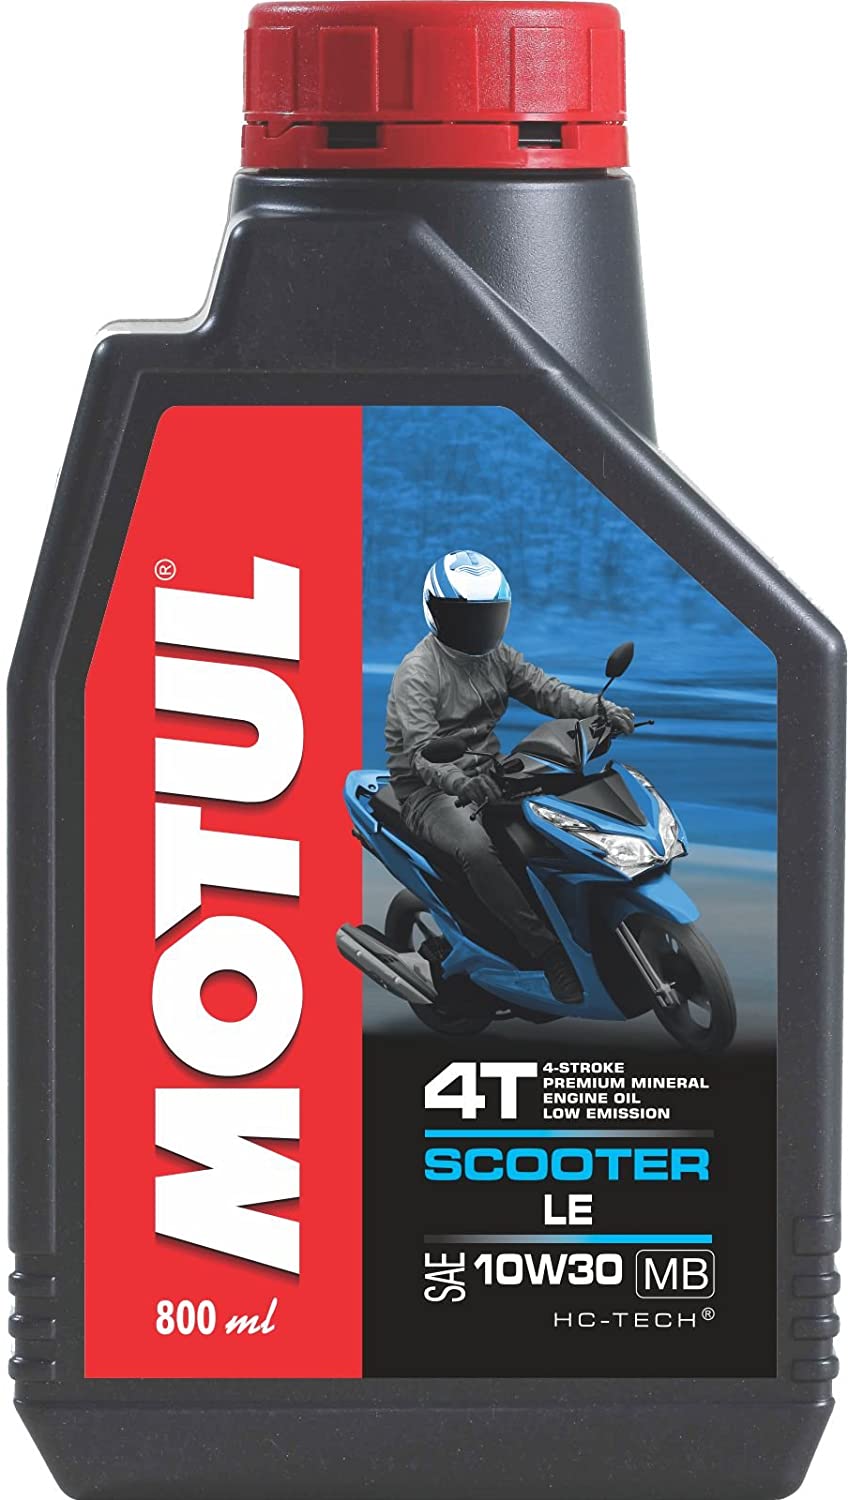 MOTUL®
800 ml
4T
4-STROKE
PREMIUM MINERAL
ENGINE OIL
LOW EMISSION
SCOOTER
LE
SAE 10W30 MB
HC-TECH®